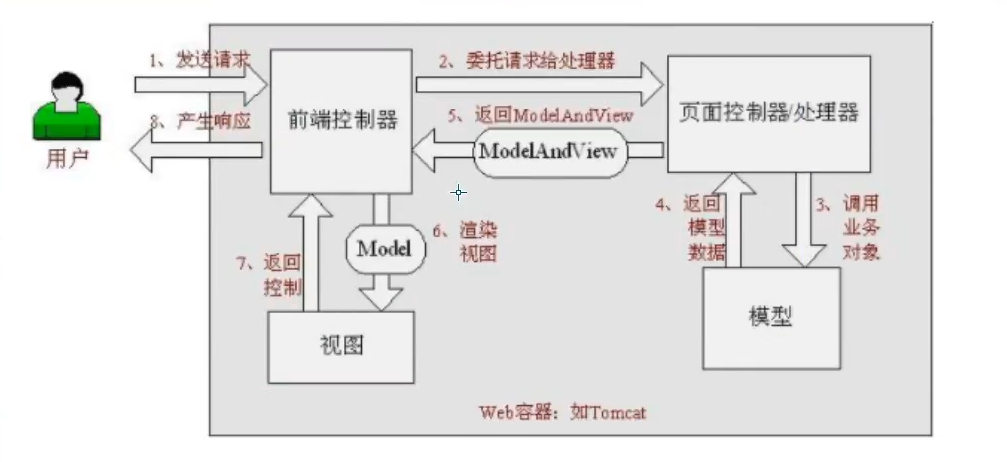 1、发送请求
2、委托请求给处理器
前端控制器
页面控制器/处理器
5、返回ModelAndView
8、产生响应
ModelAndView
用户
4、返回
模型
数据
3、调用
业务
对象
6、渲染
视图
Model
7、返回
控制
模型
视图
Web容器：如Tomcat